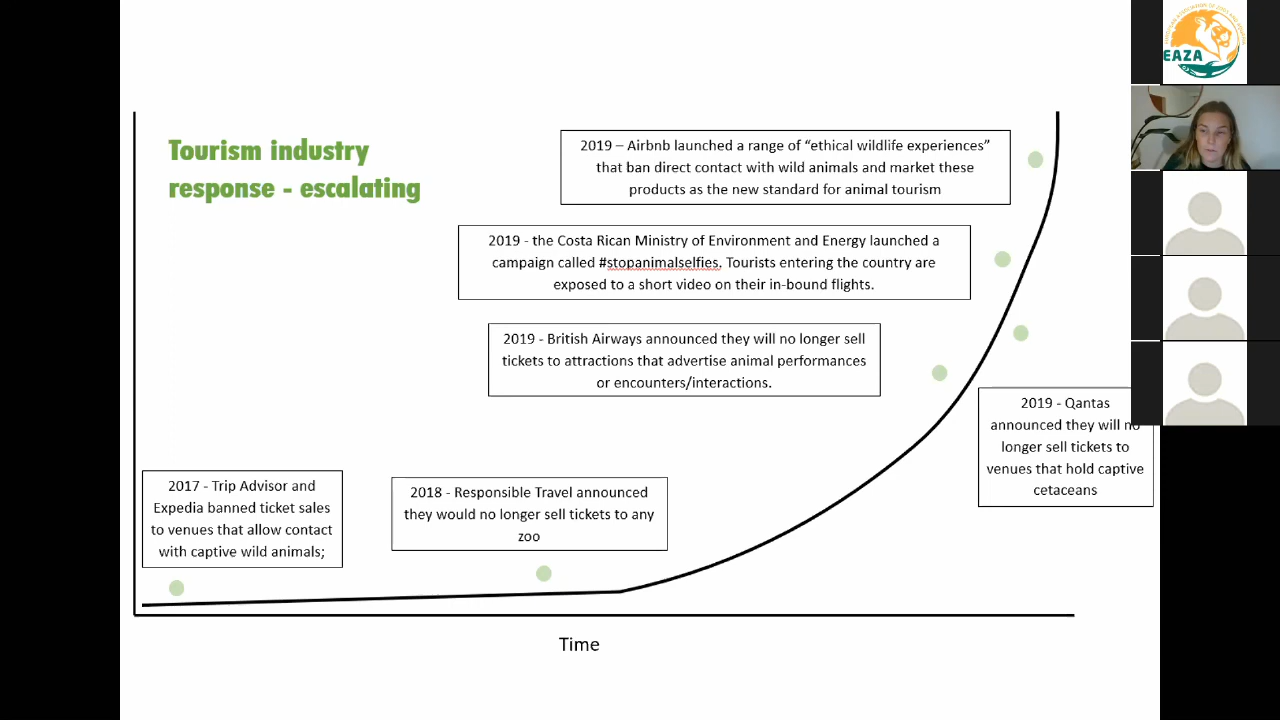 EAZA
Tourism industry
response - escalating
2019 – Airbnb launched a range of “ethical wildlife experiences”
that ban direct contact with wild animals and market these
products as the new standard for animal tourism
2019 - the Costa Rican Ministry of Environment and Energy launched a
campaign called #stopanimalselfies. Tourists entering the country are
exposed to a short video on their in-bound flights.
2019 - British Airways announced they will no longer sell
tickets to attractions that advertise animal performances
or encounters/interactions.
2019 - Qantas
announced they will no
longer sell tickets to
venues that hold captive
cetaceans
2017 - Trip Advisor and
Expedia banned ticket sales
to venues that allow contact
with captive wild animals;
2018 - Responsible Travel announced
they would no longer sell tickets to any
zoo
Time